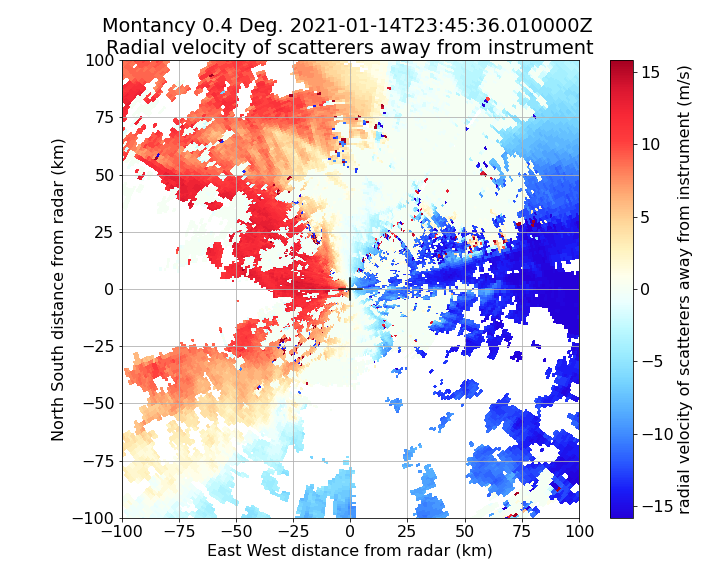 Montancy 0.4 Deg. 2021-01-14T23:45:36.010000Z
Radial velocity of scatterers away from instrument
100
75
50
25
0
−25
−50
−75
−100
North South distance from radar (km)
−100 −75 −50 −25 0 25 50 75 100
East West distance from radar (km)
15
10
5
0
−5
−10
−15
radial velocity of scatterers away from instrument (m/s)